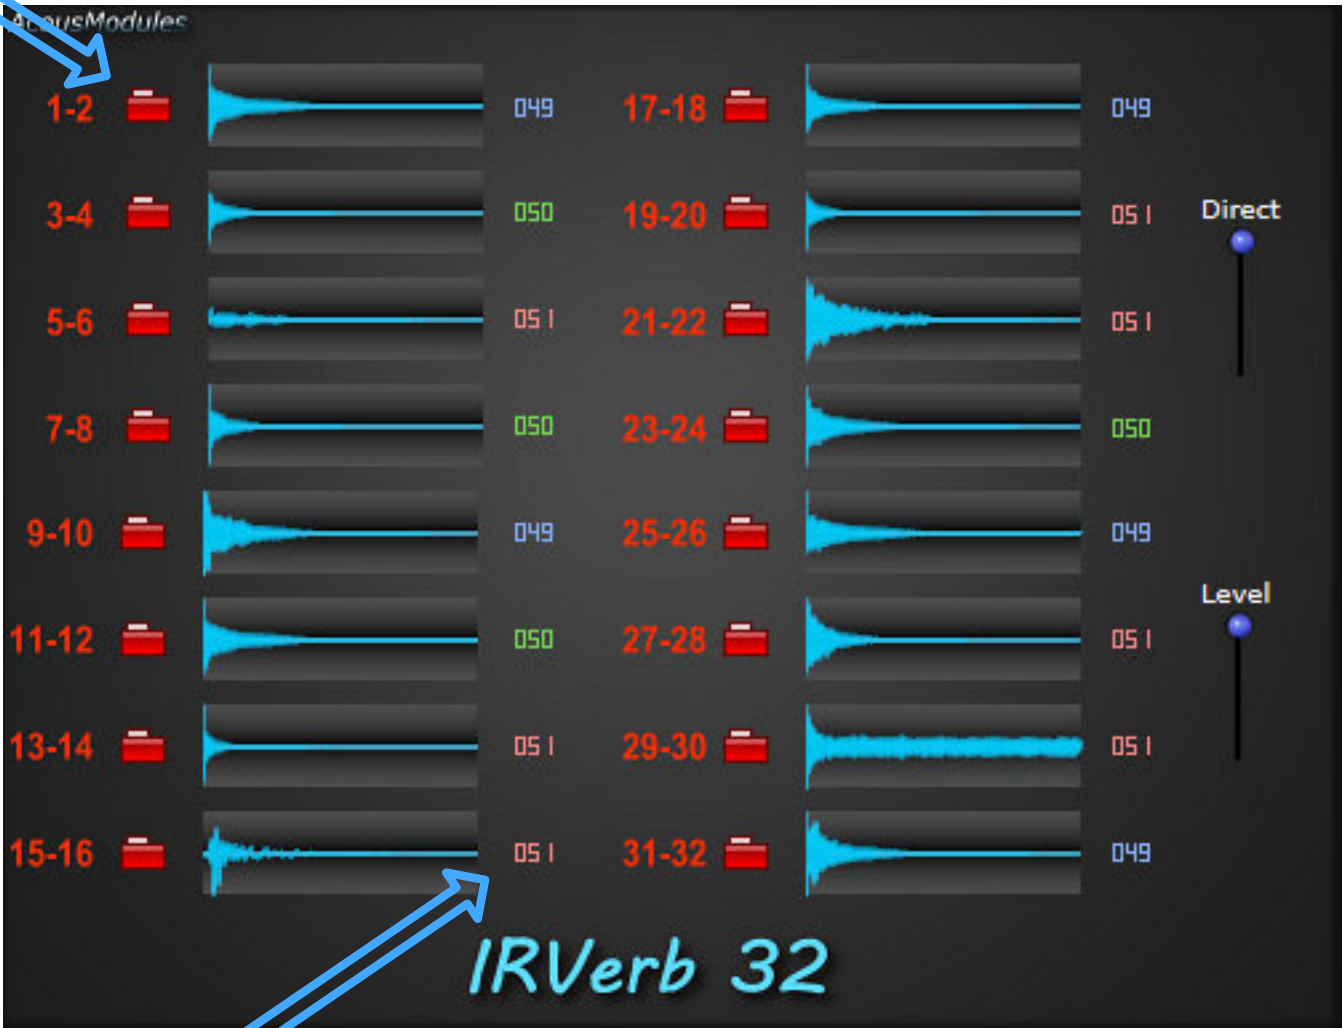 AcousModules
1-2 049 17-18 049
3-4 050 19-20 051 Direct
5-6 051 21-22 051
7-8 050 23-24 050
9-10 049 25-26 049
Level
11-12 050 27-28 051
13-14 051 29-30 051
15-16 051 31-32 049
IRVerb 32